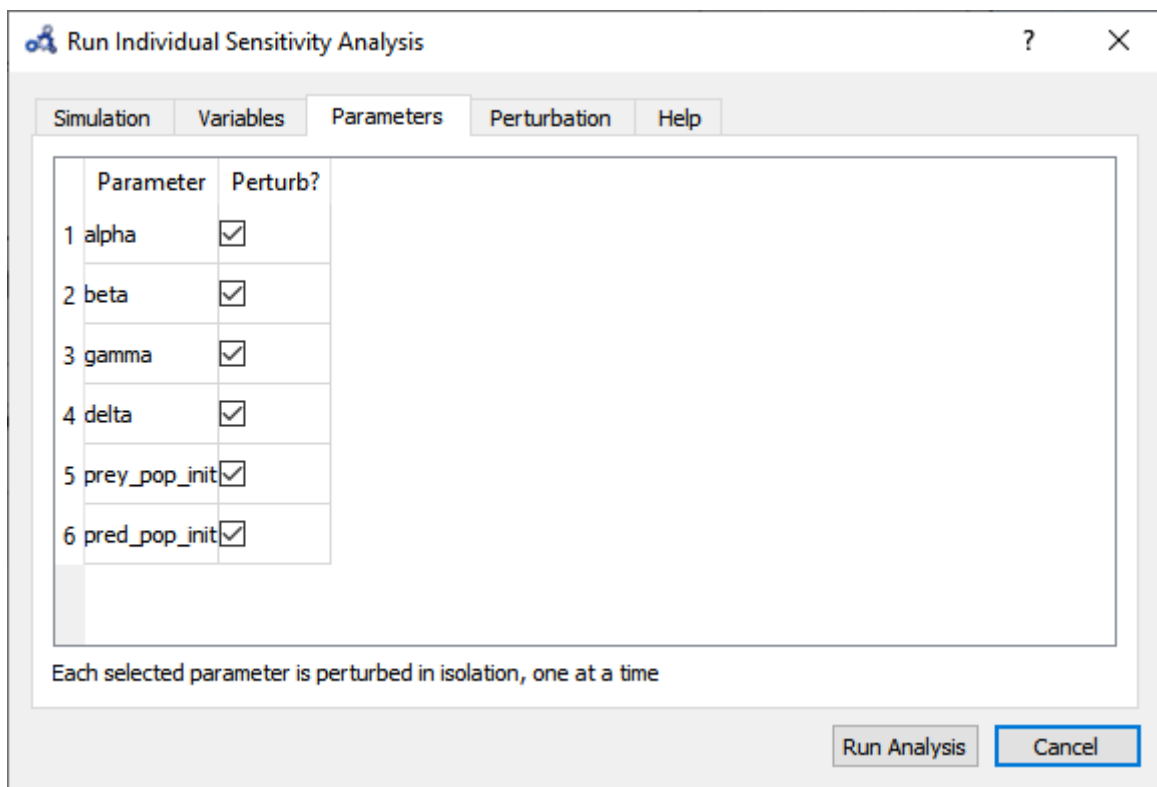 Run Individual Sensitivity Analysis ?
Simulation Variables Parameters Perturbation Help
Parameter Perturb?
1 alpha
2 beta
3 gamma
4 delta
5 prey_pop_init
6 pred_pop_init
Each selected parameter is perturbed in isolation, one at a time
Run Analysis Cancel